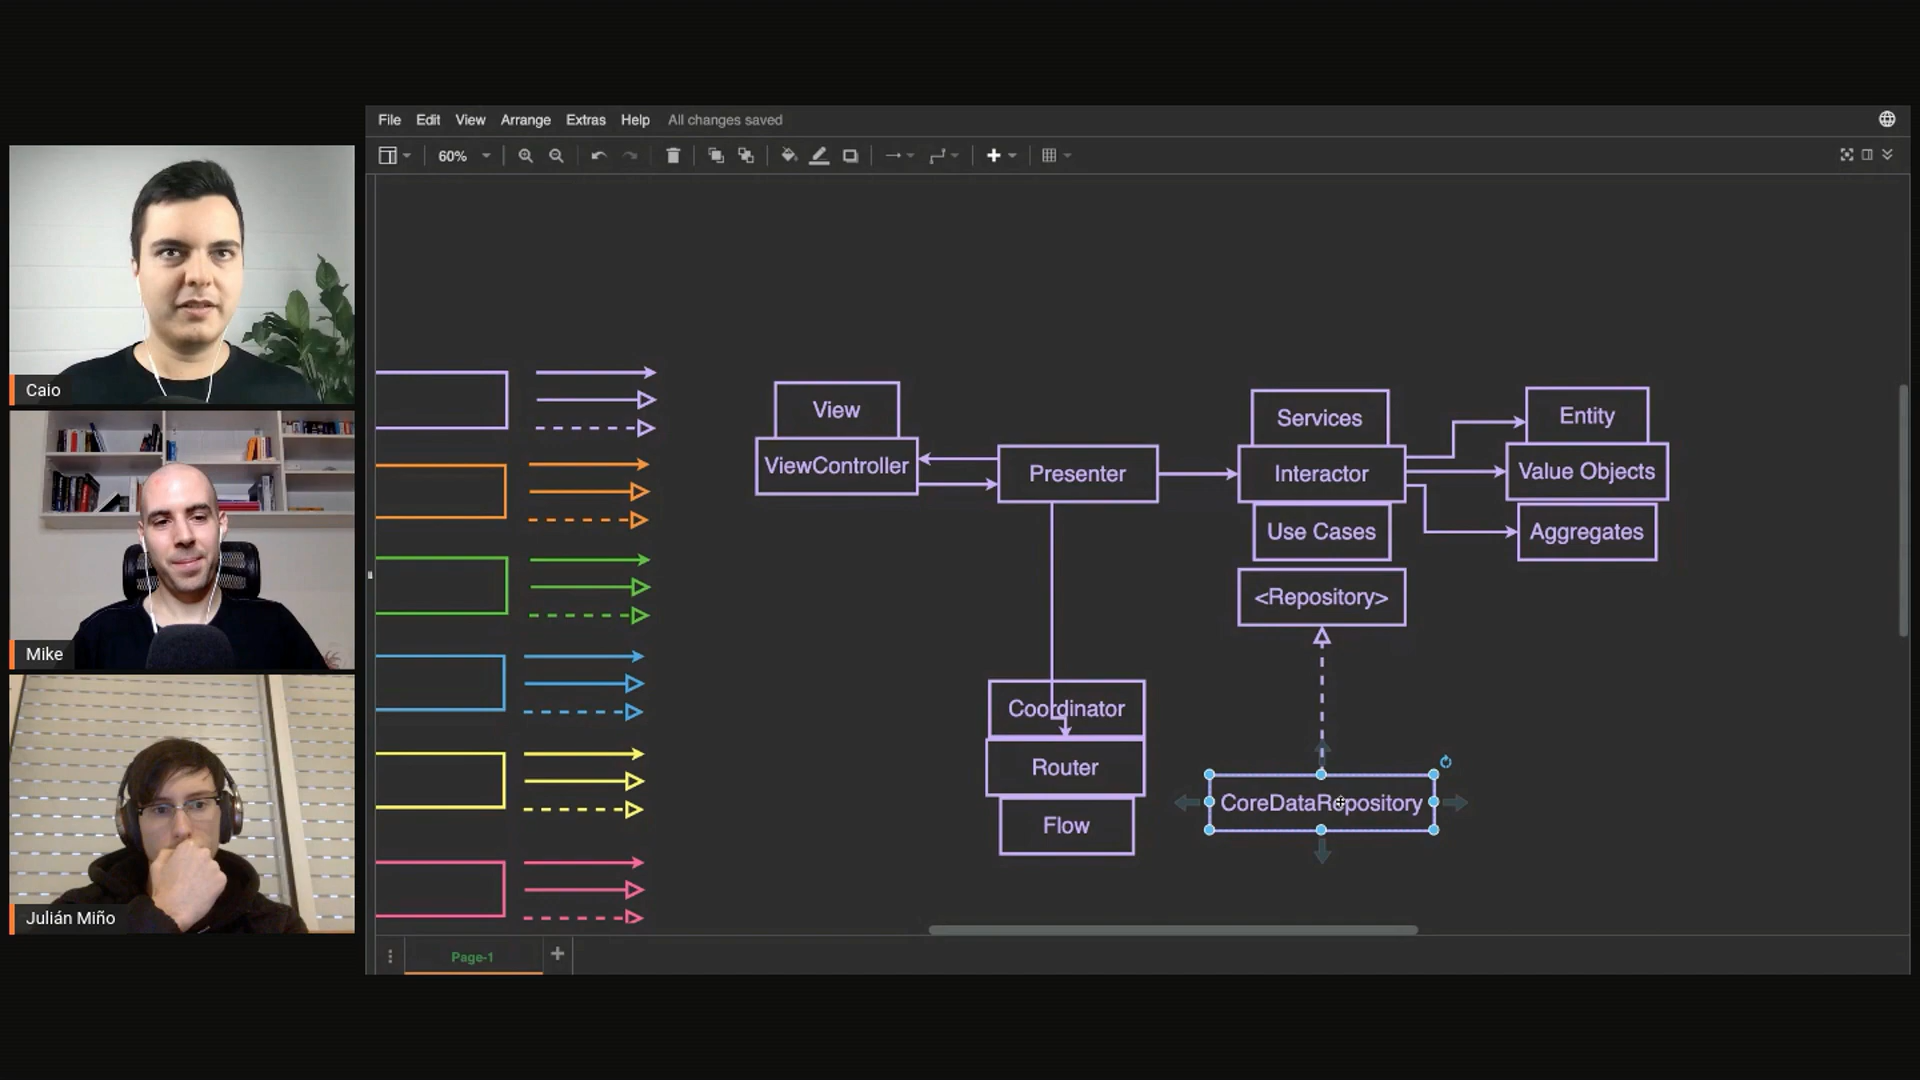 File Edit View Arrange Extras Help All changes saved
60%
Caio
Mike
Julián Miño
View
ViewController
Presenter
Services
Interactor
Use Cases
<Repository>
Entity
Value Objects
Aggregates
Coordinator
Router
Flow
CoreDataRepository
Page-1